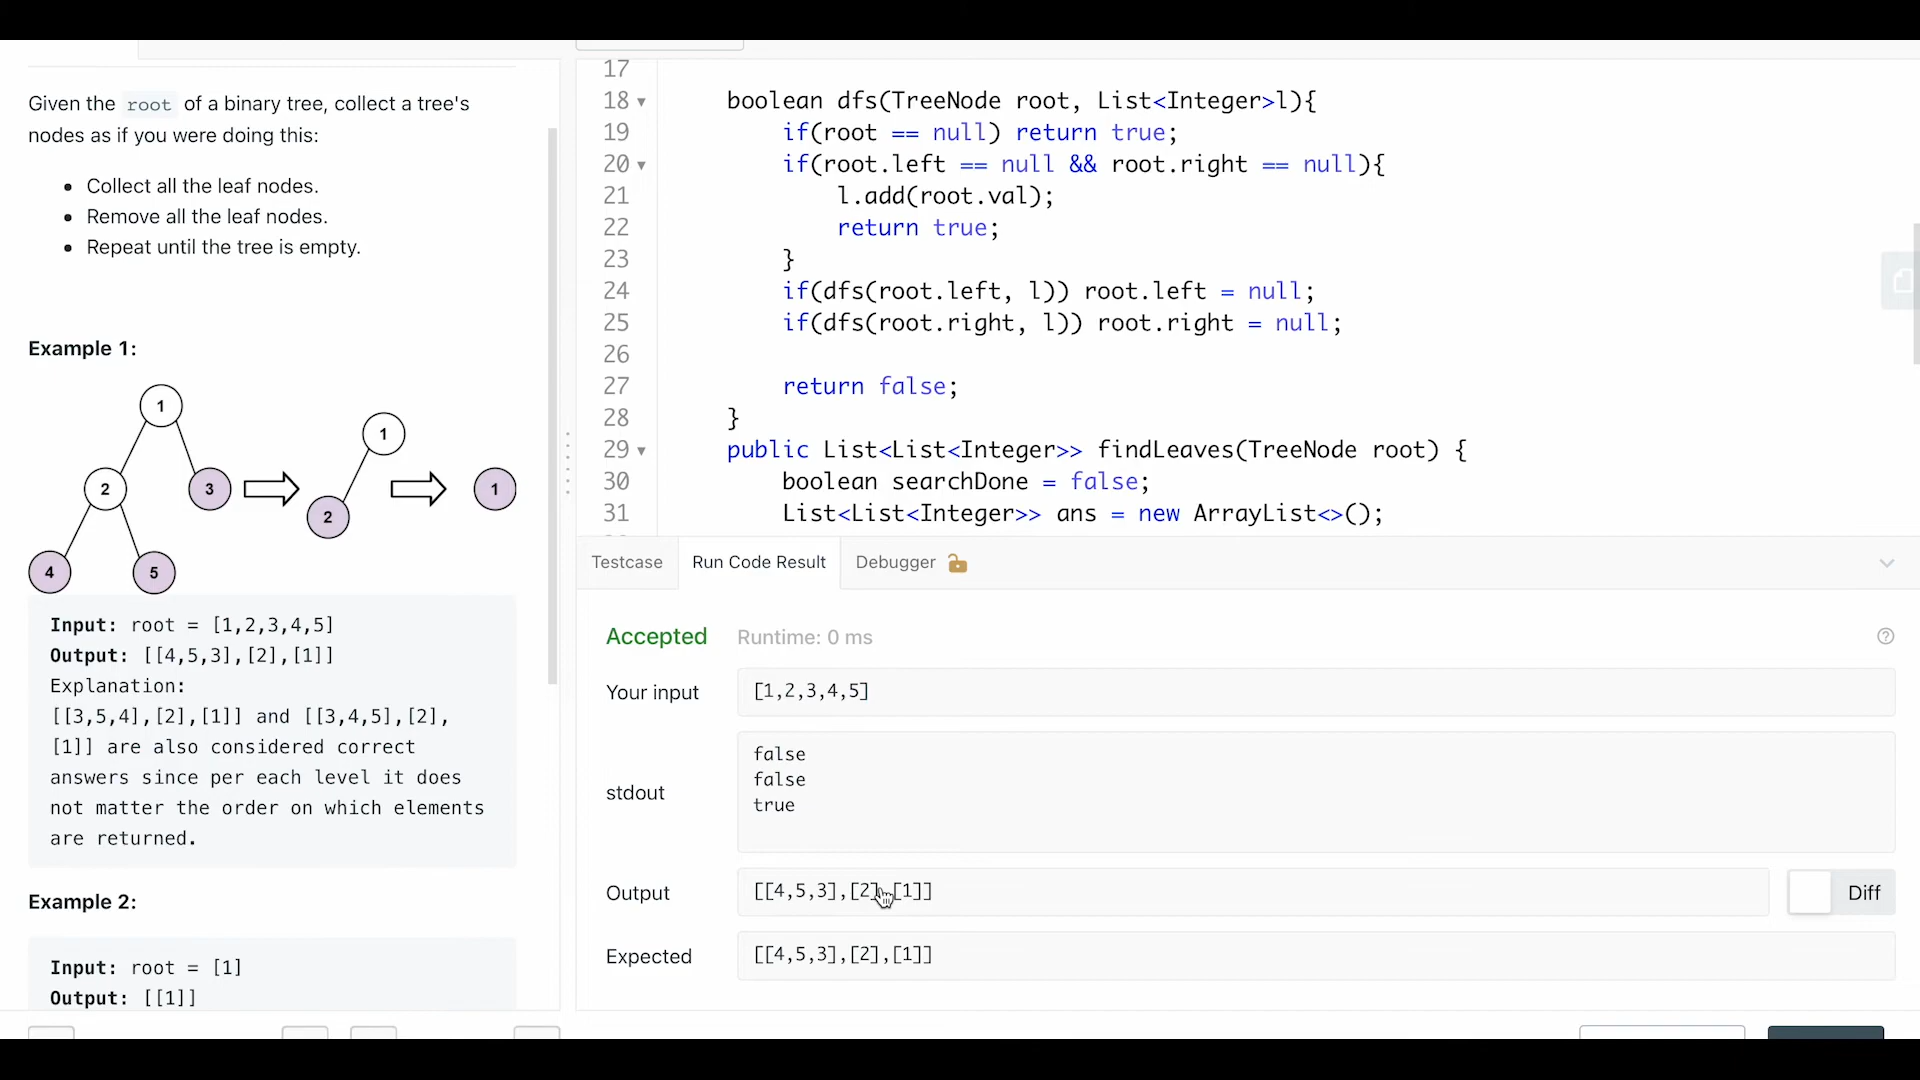 Given the root of a binary tree, collect a tree's
nodes as if you were doing this:
• Collect all the leaf nodes.
• Remove all the leaf nodes.
• Repeat until the tree is empty.
Example 1:
1
2
3
4
5
1
2
1
Input: root = [1,2,3,4,5]
Output: [[4,5,3],[2],[1]]
Explanation:
[[3,5,4],[2],[1]] and [[3,4,5],[2],
[1]] are also considered correct
answers since per each level it does
not matter the order on which elements
are returned.
Example 2:
Input: root = [1]
Output: [[1]]
17
18 boolean dfs(TreeNode root, List<Integer>l){
19 if(root == null) return true;
20 if(root.left == null && root.right == null){
21 l.add(root.val);
22 return true;
23 }
24 if(dfs(root.left, l)) root.left = null;
25 if(dfs(root.right, l)) root.right = null;
26
27 return false;
28 }
29 public List<List<Integer>> findLeaves(TreeNode root) {
30 boolean searchDone = false;
31 List<List<Integer>> ans = new ArrayList<>();
Testcase Run Code Result Debugger
Accepted Runtime: 0 ms
Your input [1,2,3,4,5]
stdout
false
false
true
Output [[4,5,3],[2],[1]] Diff
Expected [[4,5,3],[2],[1]]